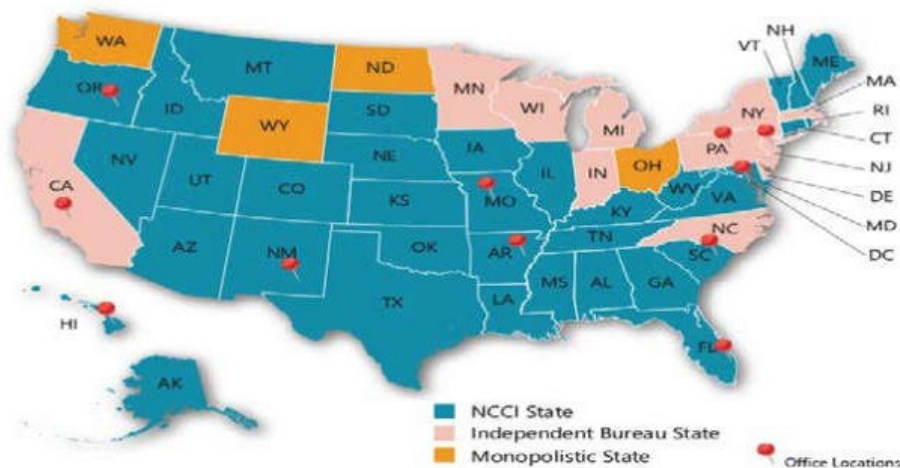 WA
MT
ND
MN
OR
ID
SD
WI
MI
NY
VT
NH
ME
MA
RI
CT
NJ
DE
MD
DC
WY
NV
NE
IA
PA
CA
UT
CO
KS
MO
IL
IN
OH
WV
VA
KY
NC
AZ
NM
OK
AR
TN
SC
TX
LA
MS
AL
GA
HI
AK
FL
NCCI State
Independent Bureau State
Monopolistic State
Office Locations